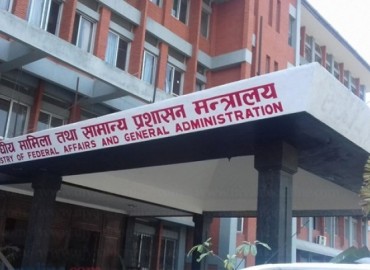 मामिला तथा सामान्य प्रशासन मन्त्रालय
OF FEDERAL AFFAIRS AND GENERAL ADMINISTRATION